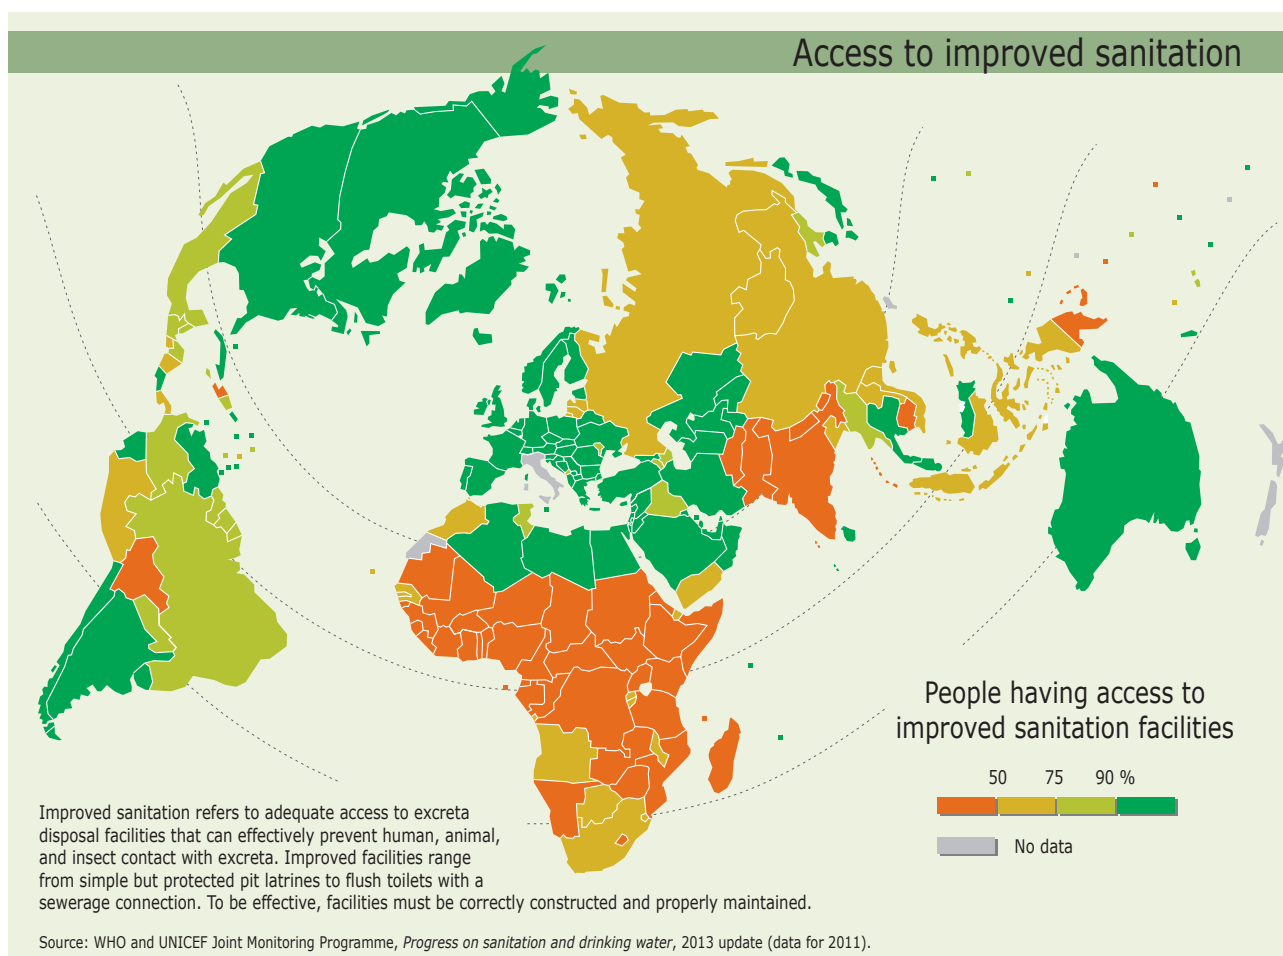 Access to improved sanitation
People having access to
improved sanitation facilities
50 75 90 %
No data
Improved sanitation refers to adequate access to excreta
disposal facilities that can effectively prevent human, animal,
and insect contact with excreta. Improved facilities range
from simple but protected pit latrines to flush toilets with a
sewerage connection. To be effective, facilities must be correctly constructed and properly maintained.
Source: WHO and UNICEF Joint Monitoring Programme, Progress on sanitation and drinking water, 2013 update (data for 2011).